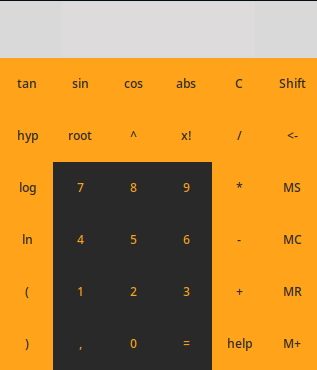 tan sin cos abs C Shift
hyp root ^ x! / <-
log 7 8 9 * MS
ln 4 5 6 - MC
( 1 2 3 + MR
) , 0 = help M+